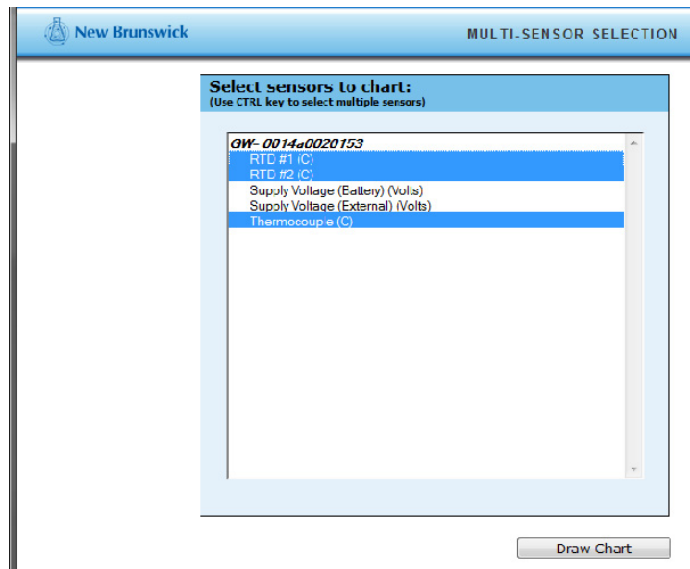 New Brunswick
MULTI-SENSOR SELECTION
Select sensors to chart:
(Use CTRL key to select multiple sensors)
GW-0014a0020153
RTD #1 (C)
RTD #2 (C)
Supply Voltage (Battery) (Volts)
Supply Voltage (External) (Volts)
Thermocouple (C)
Draw Chart